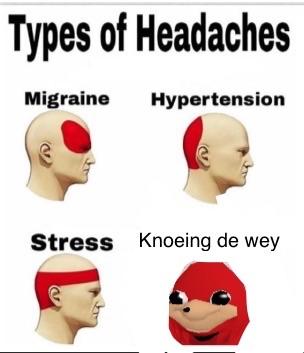 Types of Headaches
Migraine
Hypertension
Stress
Knoeing de wey